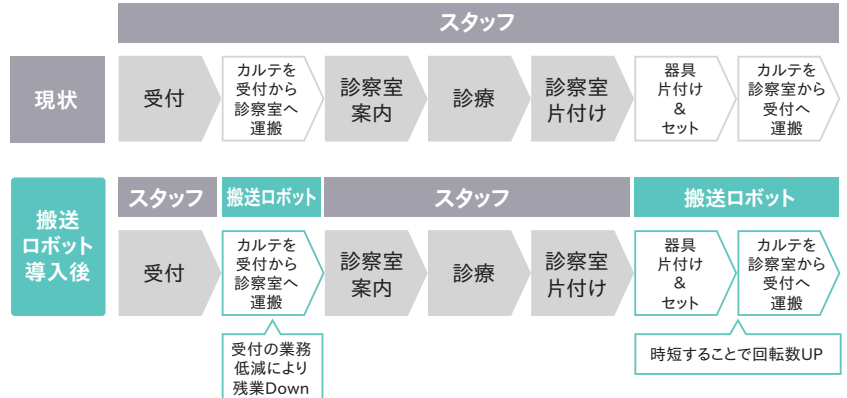 スタッフ
現状
受付
カルテを
受付から
診察室へ
運搬
診察室
案内
診療
診察室
片付け
器具
片付け
&
セット
カルテを
診察室から
受付へ
運搬
搬送
ロボット
導入後
スタッフ
搬送ロボット
スタッフ
搬送ロボット
受付
カルテを
受付から
診察室へ
運搬
診察室
案内
診療
診察室
片付け
器具
片付け
&
セット
カルテを
診察室から
受付へ
運搬
受付の業務
低減により
残業Down
時短することで回転数UP